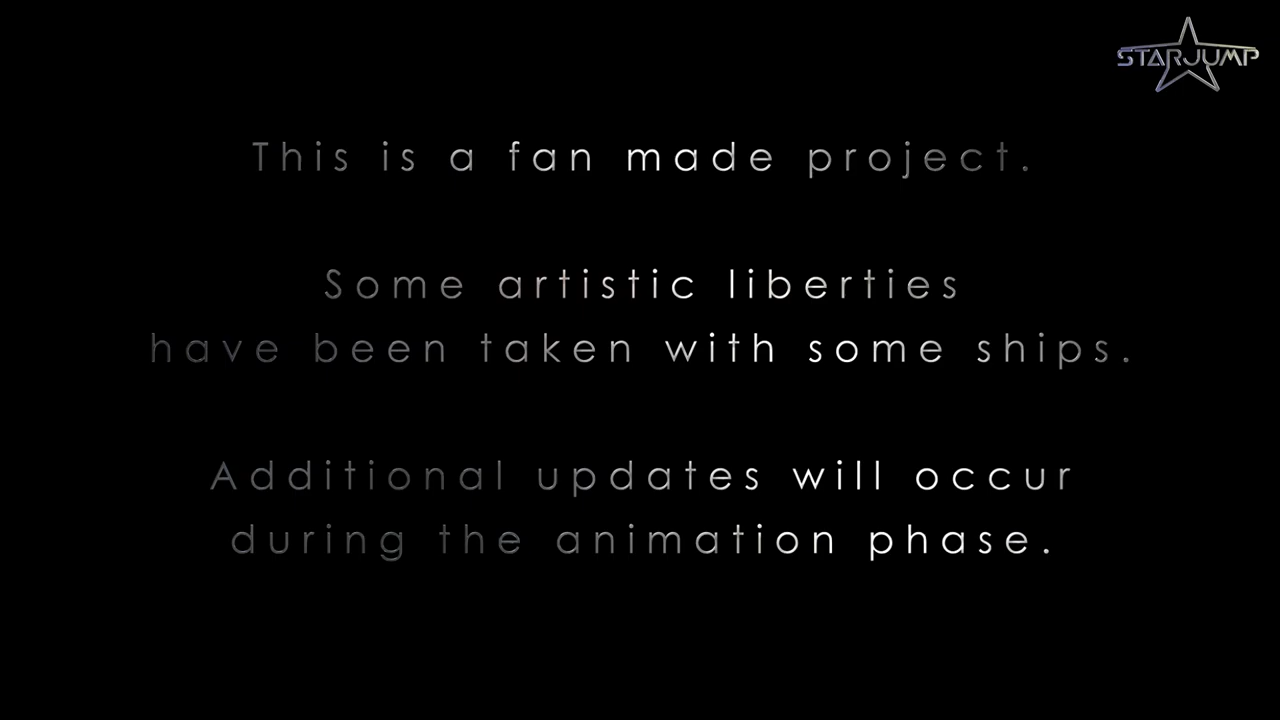 STARJUMP
This is a fan made project.
Some artistic liberties
have been taken with some ships.
Additional updates will occur
during the animation phase.